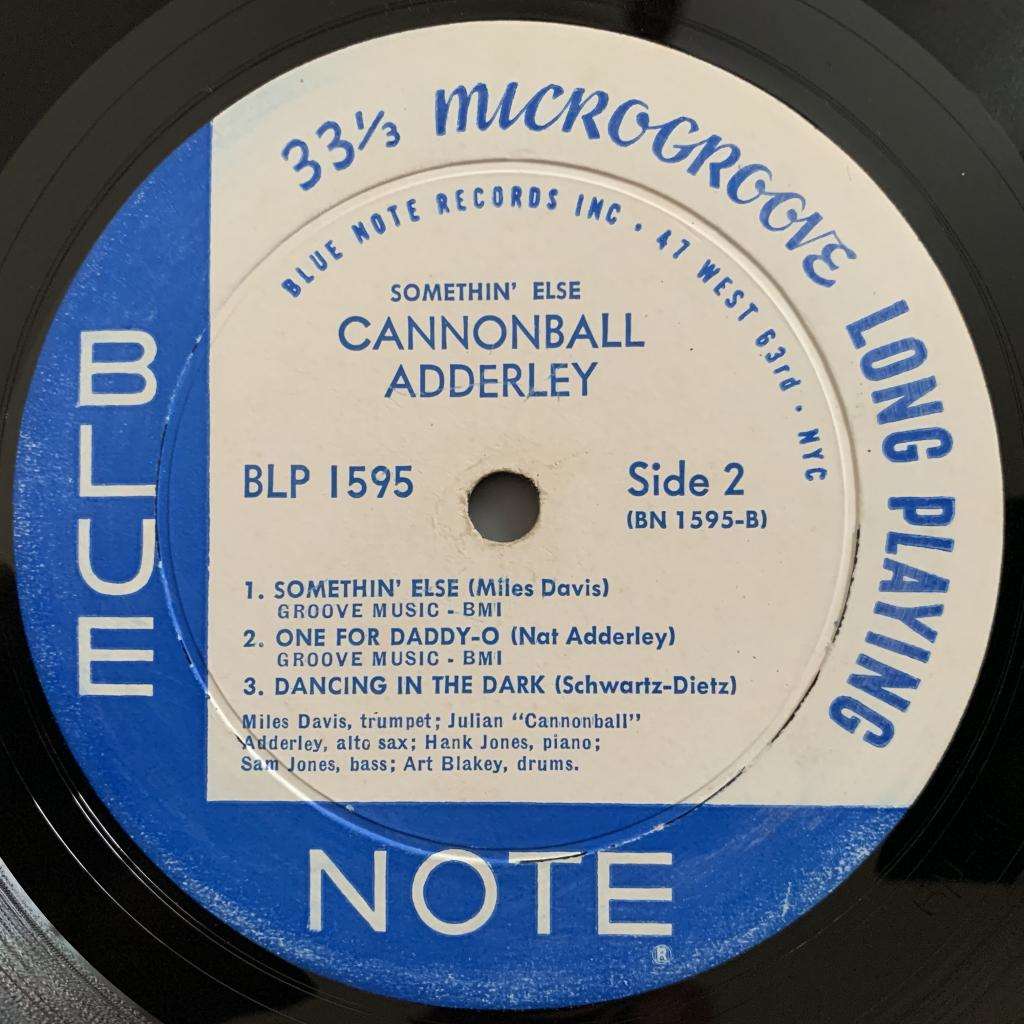 33⅓ MICROGROOVE LONG PLAYING
BLUE NOTE RECORDS INC · 47 WEST 63rd · NYC
SOMETHIN' ELSE
CANNONBALL
ADDERLEY
BLP 1595
Side 2
(BN 1595-B)
1. SOMETHIN' ELSE (Miles Davis)
GROOVE MUSIC - BMI
2. ONE FOR DADDY-O (Nat Adderley)
GROOVE MUSIC - BMI
3. DANCING IN THE DARK (Schwartz-Dietz)
Miles Davis, trumpet; Julian "Cannonball"
Adderley, alto sax; Hank Jones, piano;
Sam Jones, bass; Art Blakey, drums.
BLUE
NOTE
®